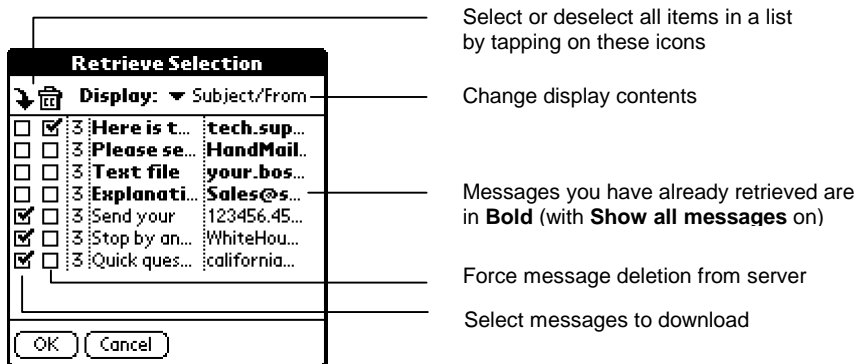 Select or deselect all items in a list
by tapping on these icons
Retrieve Selection
Display: Subject/From
Change display contents
3 Here is t... tech.sup...
3 Please se... HandMail..
3 Text file your.bos...
3 Explanati... Sales@s...
Messages you have already retrieved are
in Bold (with Show all messages on)
3 Send your 123456.45...
3 Stop by an... WhiteHou...
3 Quick ques... california...
Force message deletion from server
Select messages to download
OK Cancel